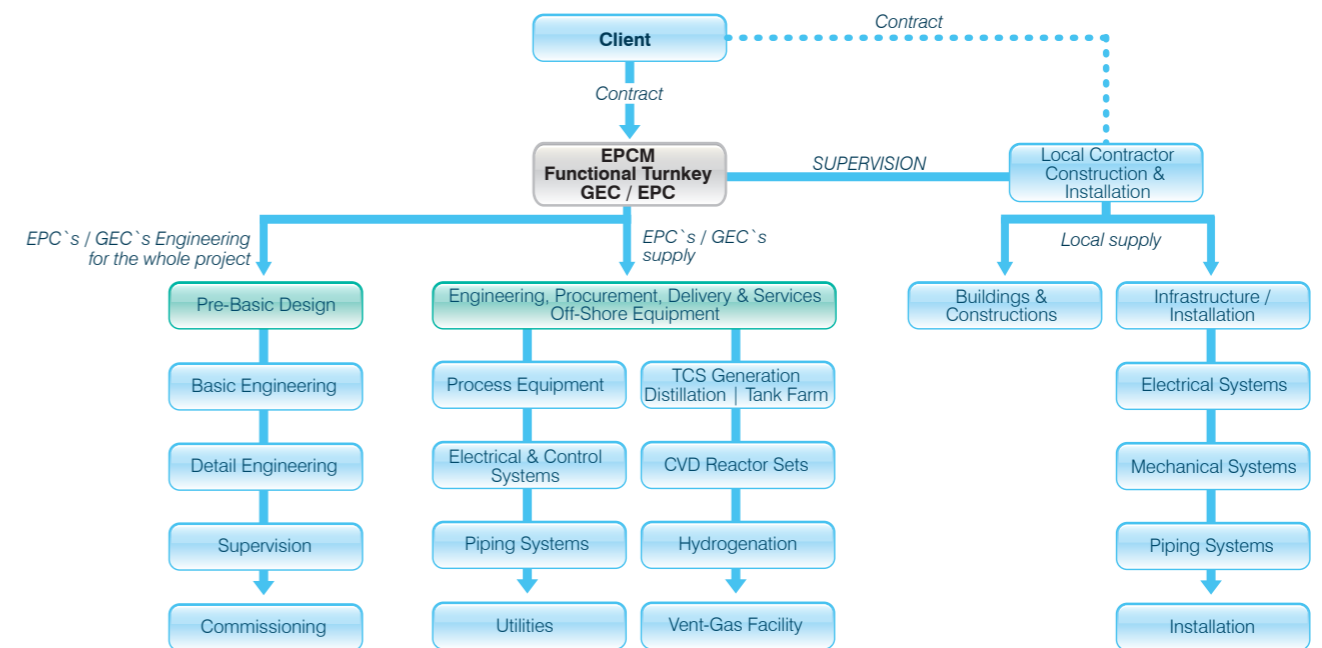 Contract
Client
Contract
EPCM
Functional Turnkey
GEC / EPC
SUPERVISION
Local Contractor
Construction &
Installation
EPC`s / GEC`s Engineering
for the whole project
EPC`s / GEC`s
supply
Local supply
Pre-Basic Design
Engineering, Procurement, Delivery & Services
Off-Shore Equipment
Buildings &
Constructions
Infrastructure /
Installation
Basic Engineering
Process Equipment
TCS Generation
Distillation | Tank Farm
Electrical Systems
Detail Engineering
Electrical & Control
Systems
CVD Reactor Sets
Mechanical Systems
Supervision
Piping Systems
Hydrogenation
Piping Systems
Commissioning
Utilities
Vent-Gas Facility
Installation